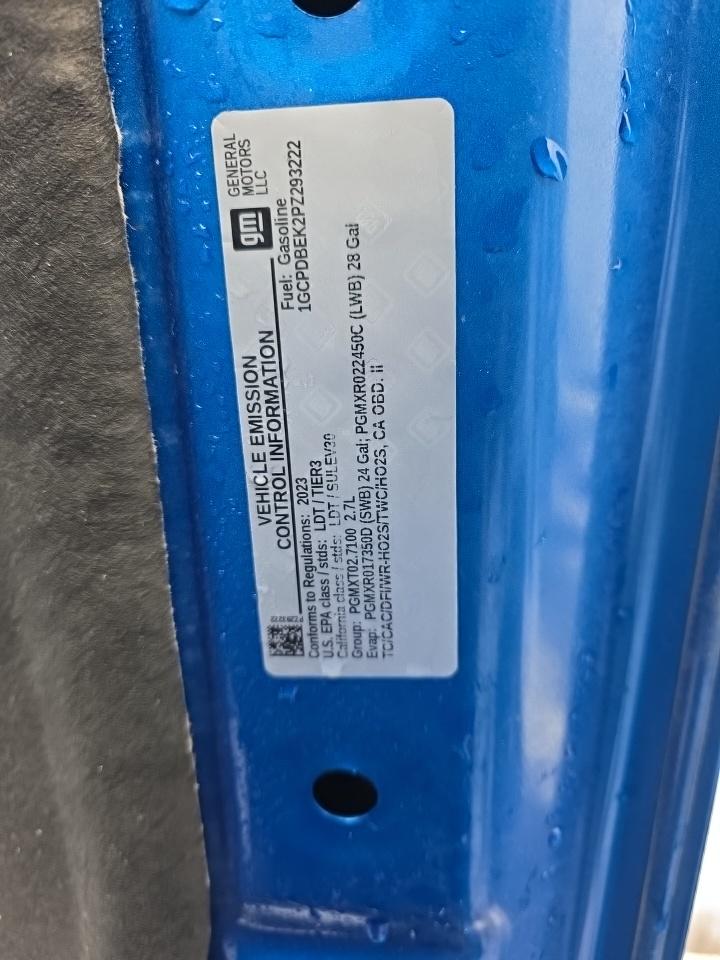 VEHICLE EMISSION
CONTROL INFORMATION
gm
GENERAL
MOTORS
LLC
Fuel: Gasoline
1GCPDBEK2PZ293222
Conforms to Regulations: 2023
U.S. EPA class / stds: LDT / TIER3
California class / stds: LDT / SULEV30
Group: PGMXT02.7100 2.7L
Evap: PGMXR017350D (SWB) 24 Gal; PGMXR022450C (LWB) 28 Gal
TC/CAC/DFI/WR-HO2S/TWC/HO2S, CA OBD. II